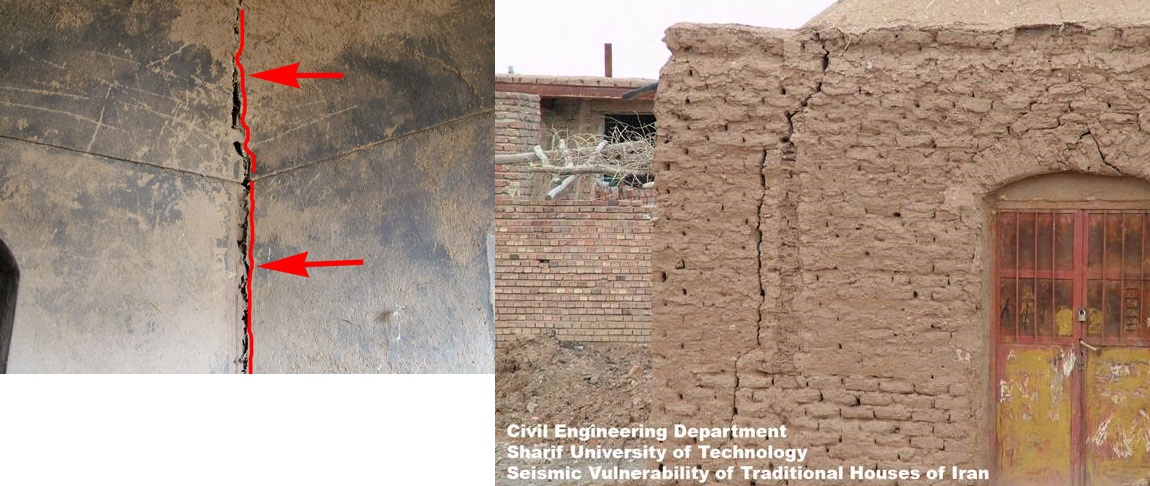 Civil Engineering Department
Sharif University of Technology
Seismic Vulnerability of Traditional Houses of Iran